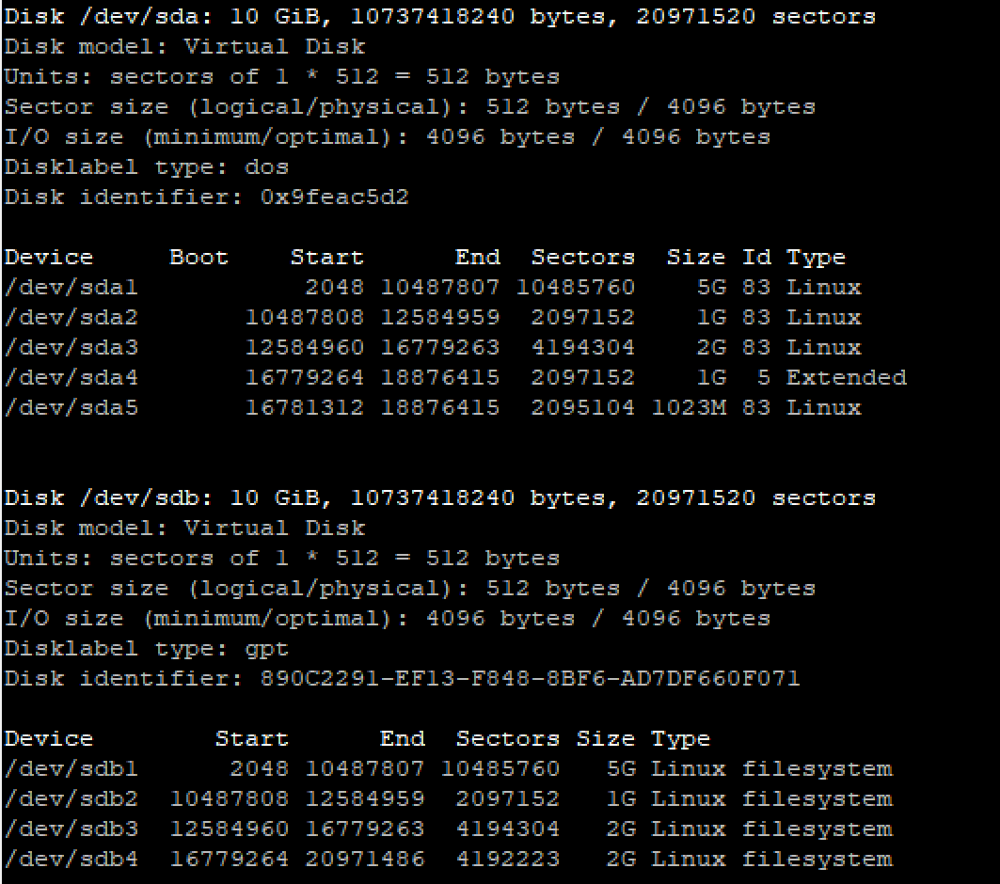 Disk /dev/sda: 10 GiB, 10737418240 bytes, 20971520 sectors
Disk model: Virtual Disk
Units: sectors of 1 * 512 = 512 bytes
Sector size (logical/physical): 512 bytes / 4096 bytes
I/O size (minimum/optimal): 4096 bytes / 4096 bytes
Disklabel type: dos
Disk identifier: 0x9feac5d2
Device     Boot    Start      End  Sectors  Size Id Type
/dev/sda1           2048 10487807 10485760    5G 83 Linux
/dev/sda2       10487808 12584959  2097152    1G 83 Linux
/dev/sda3       12584960 16779263  4194304    2G 83 Linux
/dev/sda4       16779264 18876415  2097152    1G  5 Extended
/dev/sda5       16781312 18876415  2095104 1023M 83 Linux
Disk /dev/sdb: 10 GiB, 10737418240 bytes, 20971520 sectors
Disk model: Virtual Disk
Units: sectors of 1 * 512 = 512 bytes
Sector size (logical/physical): 512 bytes / 4096 bytes
I/O size (minimum/optimal): 4096 bytes / 4096 bytes
Disklabel type: gpt
Disk identifier: 890C2291-EF13-F848-8BF6-AD7DF660F071
Device        Start      End  Sectors Size Type
/dev/sdb1      2048 10487807 10485760   5G Linux filesystem
/dev/sdb2  10487808 12584959  2097152   1G Linux filesystem
/dev/sdb3  12584960 16779263  4194304   2G Linux filesystem
/dev/sdb4  16779264 20971486  4192223   2G Linux filesystem